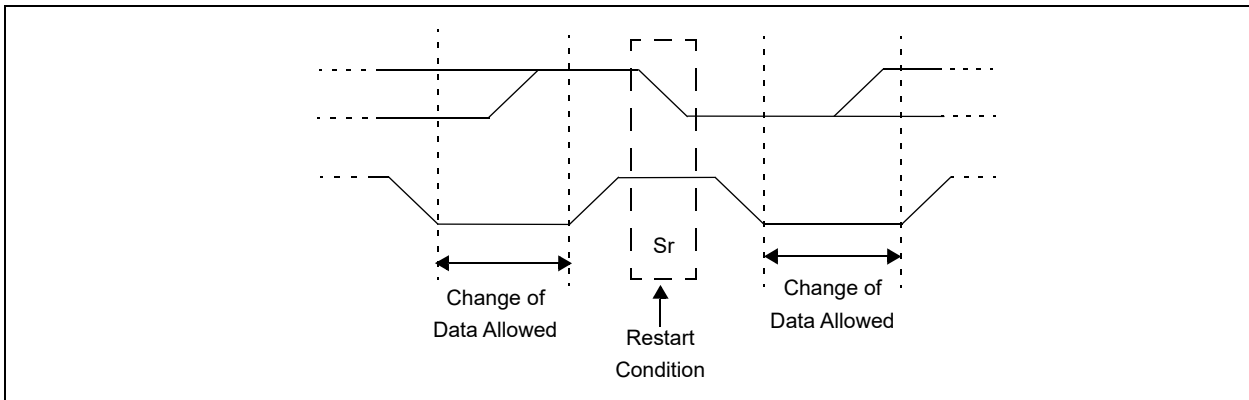 Sr
Change of
Data Allowed
Restart
Condition
Change of
Data Allowed